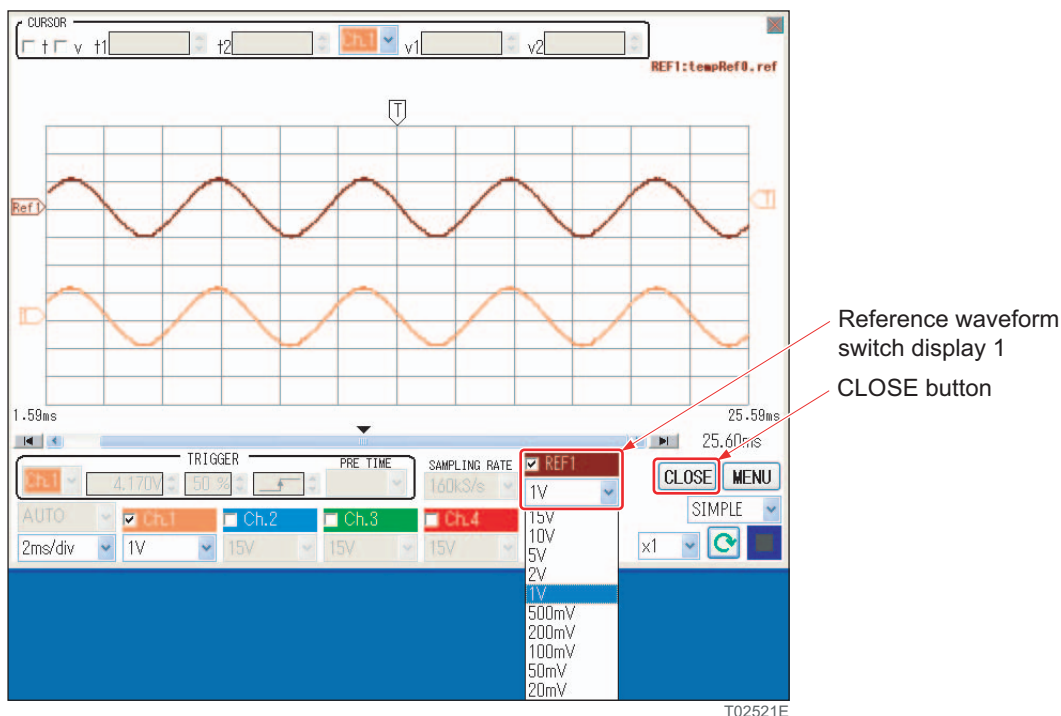 CURSOR
t v t1 t2 Ch.1 v1 v2
REF1:tempRef0.ref
T
Ref1
1.59ms 25.59ms
25.60ms
TRIGGER PRE TIME SAMPLING RATE REF1
Ch.1 4.170V 50 % 160kS/s 1V CLOSE MENU
AUTO Ch.1 Ch.2 Ch.3 Ch.4 SIMPLE
2ms/div 1V 15V 15V 15V x1
15V
10V
5V
2V
1V
500mV
200mV
100mV
50mV
20mV
Reference waveform
switch display 1
CLOSE button
T02521E